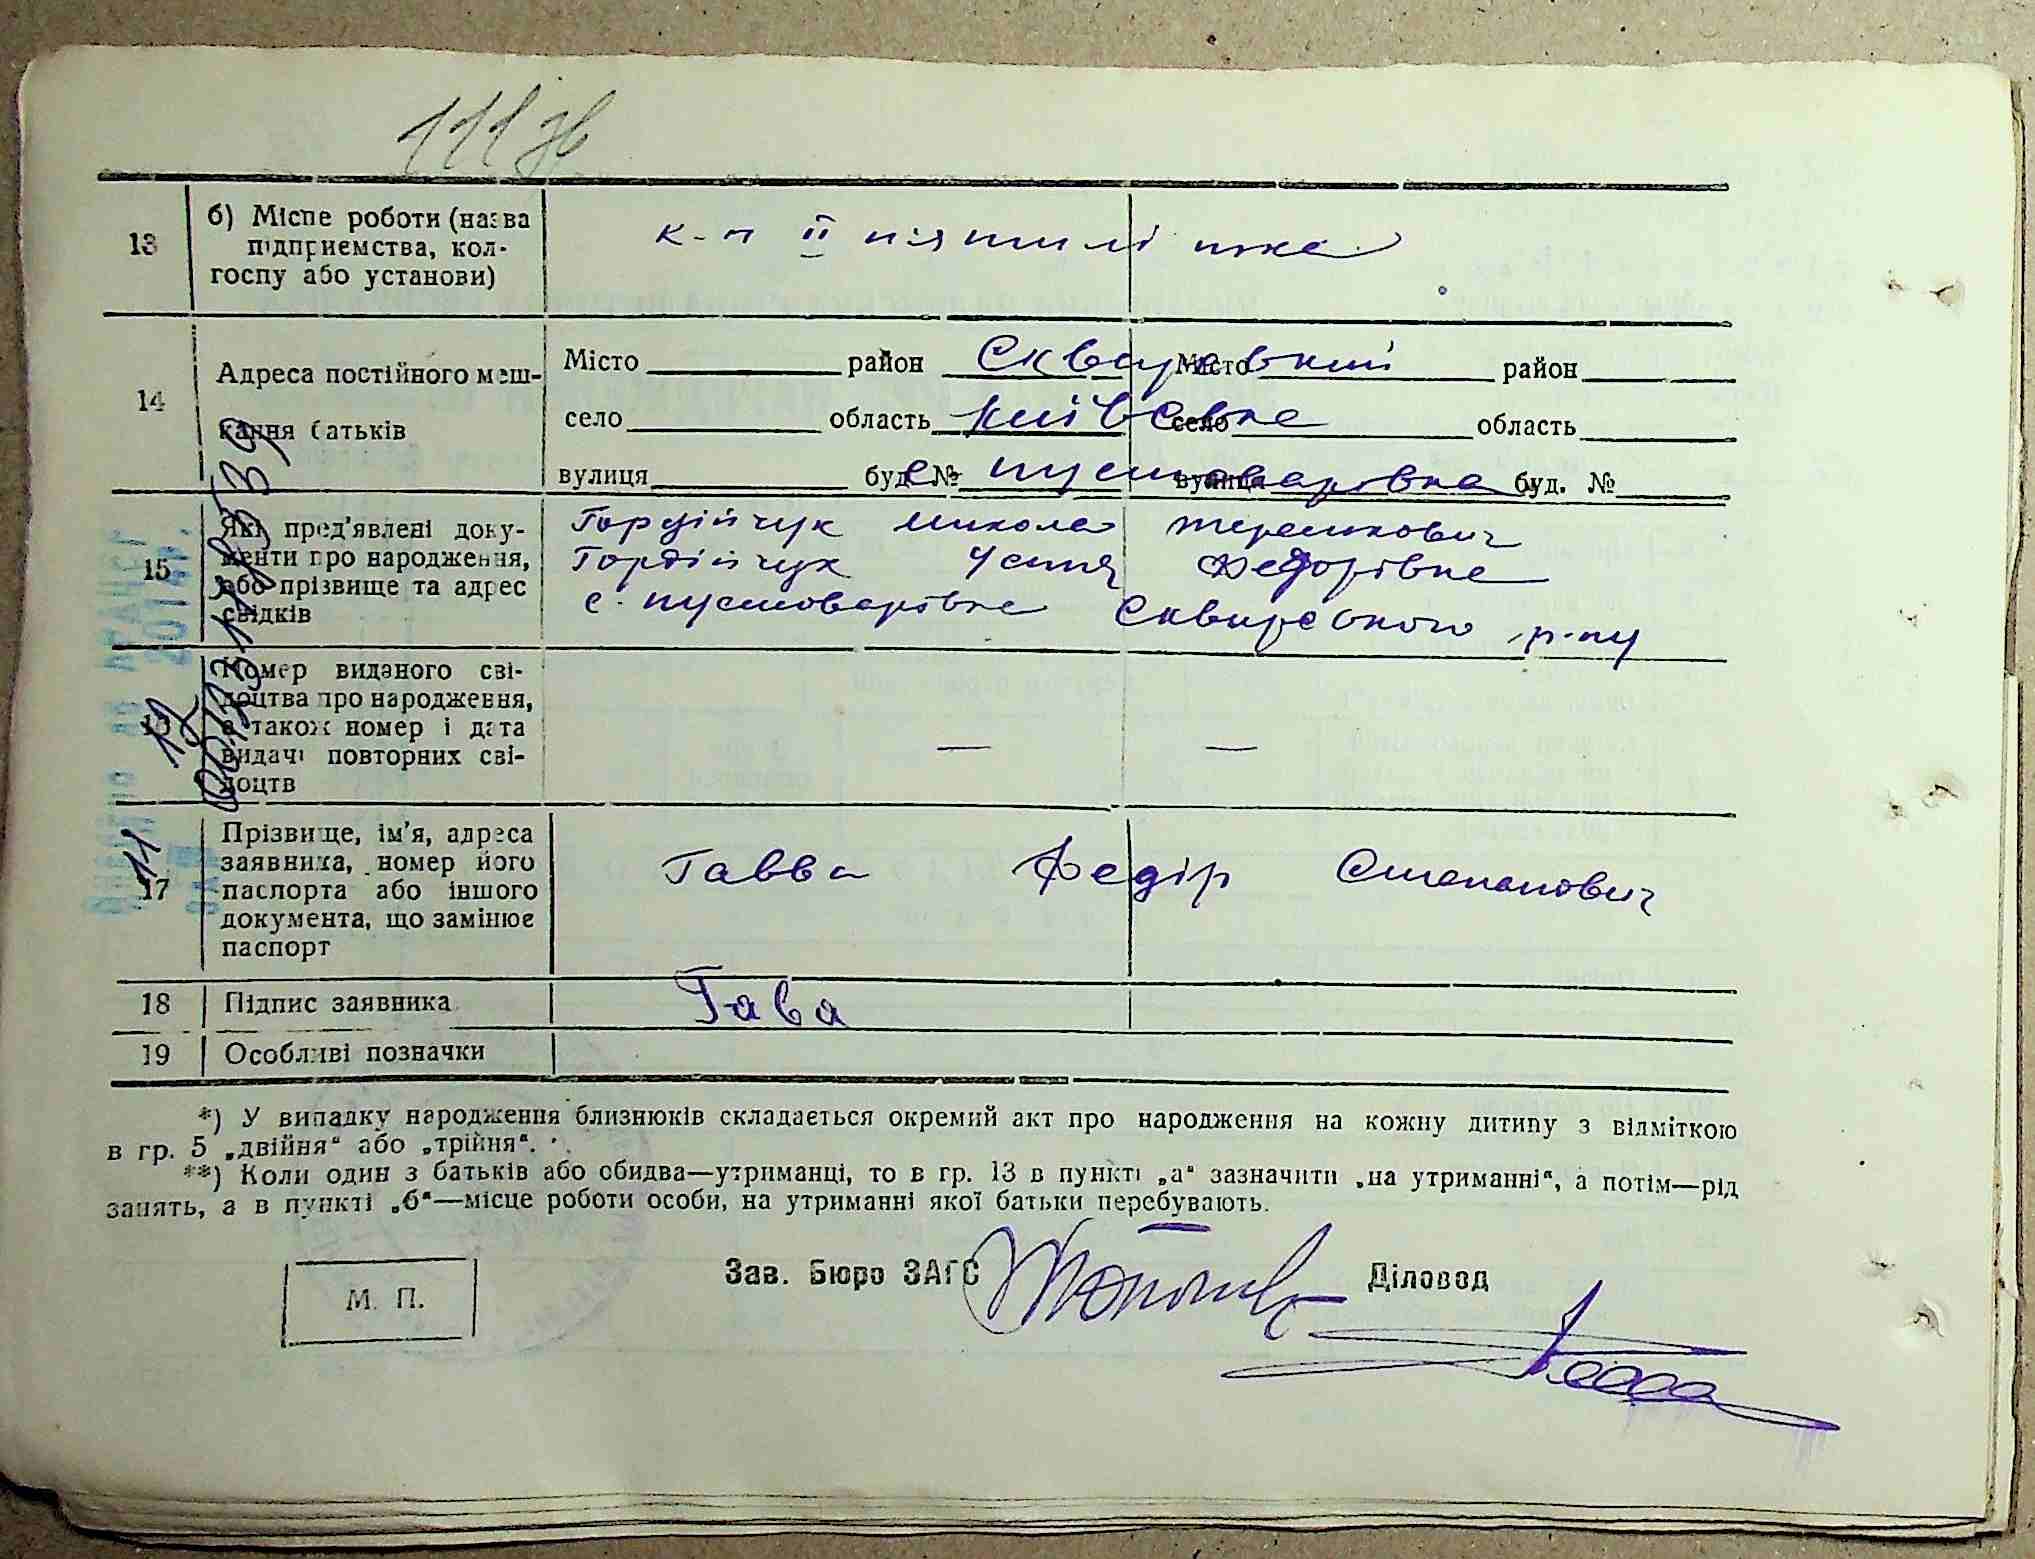 111 зв
13
б) Місце роботи (назва
підприємства, кол-
госпу або установи)
к-п ІІ пятилітка
14
Адреса постійного меш-
кання батьків
Місто район Сквирський Місто район
село область Київська село область
вулиця буд. № с Пустоварівка вулиця буд. №
15
Які пред'явлені доку-
менти про народження,
або прізвище та адрес
свідків
Гордійчук Микола Терешкович
Гордійчук Устя Федорівна
с. Пустоварівка Сквирського р-ну
16
Номер виданого сві-
доцтва про народження,
а також номер і дата
видачі повторних сві-
доцтв
— —
17
Прізвище, ім'я, адреса
заявника, номер його
паспорта або іншого
документа, що замінює
паспорт
Гавва Федір Степанович
18 Підпис заявника Гава
19 Особливі позначки
*) У випадку народження близнюків складається окремий акт про народження на кожну дитину з відміткою
в гр. 5 „двійня“ або „трійня“.
**) Коли один з батьків або обидва—утриманці, то в гр. 13 в пункті „а“ зазначити „на утриманні“, а потім—рід
занять, а в пункті „б“—місце роботи особи, на утриманні якої батьки перебувають.
М. П.
Зав. Бюро ЗАГС
Діловод